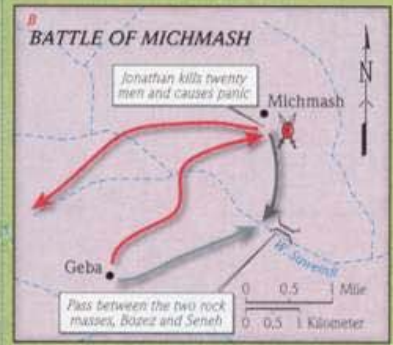 B
BATTLE OF MICHMASH
Jonathan kills twenty
men and causes panic
N
Michmash
Geba
W. Suweinit
Pass between the two rock
masses, Bozez and Seneh
0 0.5 1 Mile
0 0.5 1 Kilometer